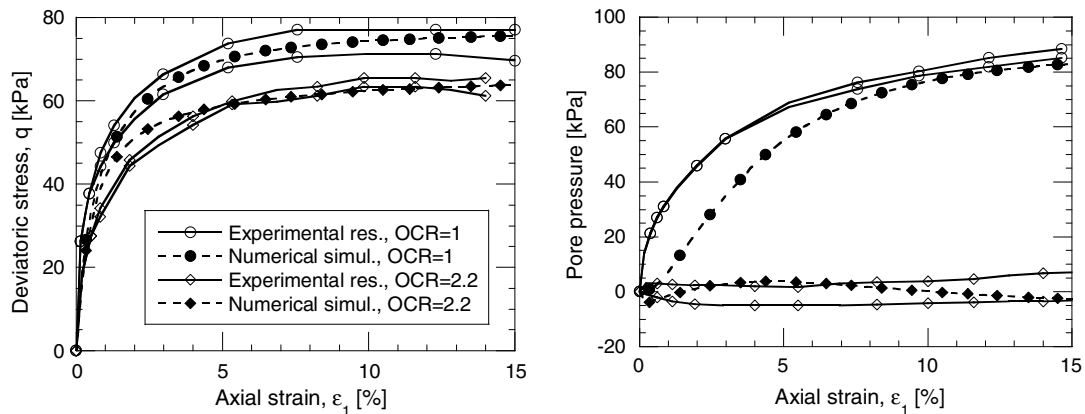 Deviatoric stress, q [kPa]
80
60
40
20
0
0
5
10
15
Axial strain, ε1 [%]
Experimental res., OCR=1
Numerical simul., OCR=1
Experimental res., OCR=2.2
Numerical simul., OCR=2.2
Pore pressure [kPa]
100
80
60
40
20
0
-20
0
5
10
15
Axial strain, ε1 [%]